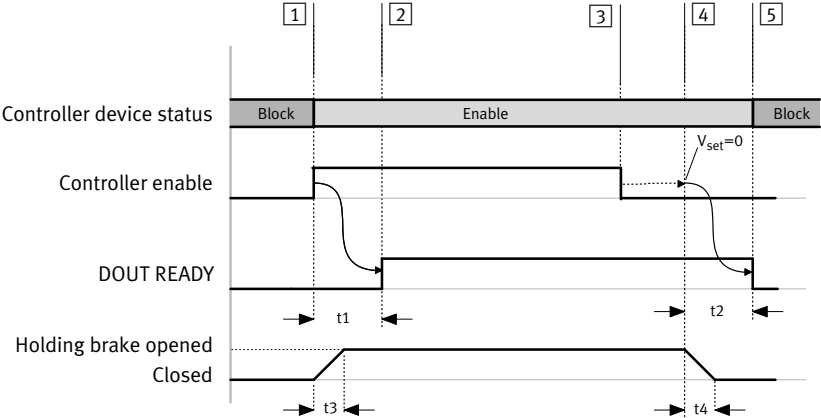 1 2 3 4 5
Controller device status Block Enable Block
Vset=0
Controller enable
DOUT READY
t1 t2
Holding brake opened
Closed
t3 t4